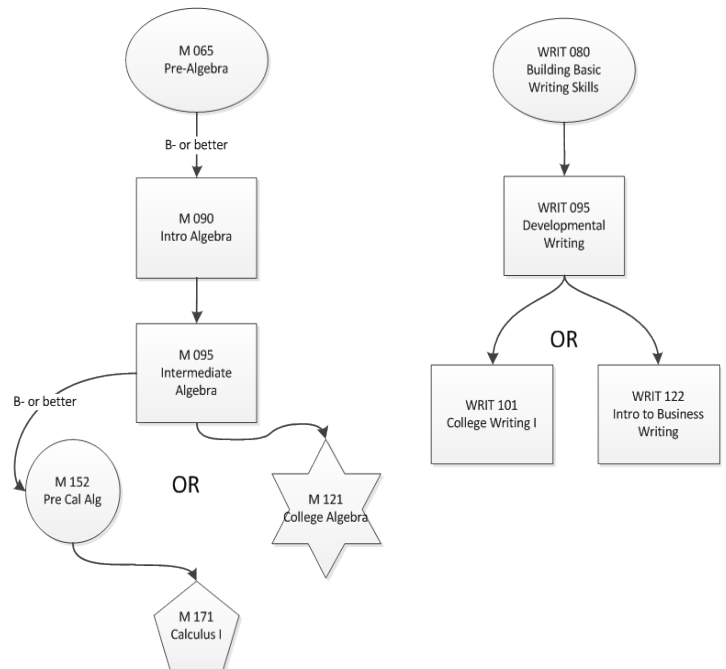 M 065
Pre-Algebra
B- or better
M 090
Intro Algebra
M 095
Intermediate
Algebra
B- or better
M 152
Pre Cal Alg
OR
M 121
College Algebra
M 171
Calculus I
WRIT 080
Building Basic
Writing Skills
WRIT 095
Developmental
Writing
OR
WRIT 101
College Writing I
WRIT 122
Intro to Business
Writing